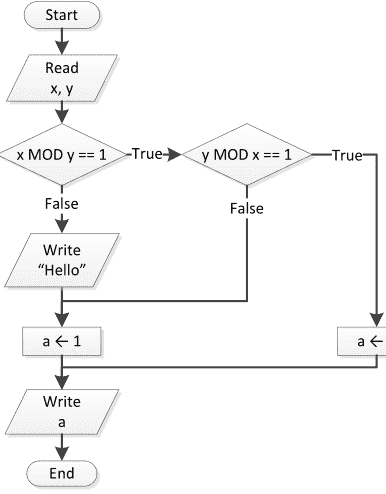 Start
Read
x, y
x MOD y == 1
True
y MOD x == 1
True
False
False
Write
“Hello”
a ← 1
a ←
Write
a
End